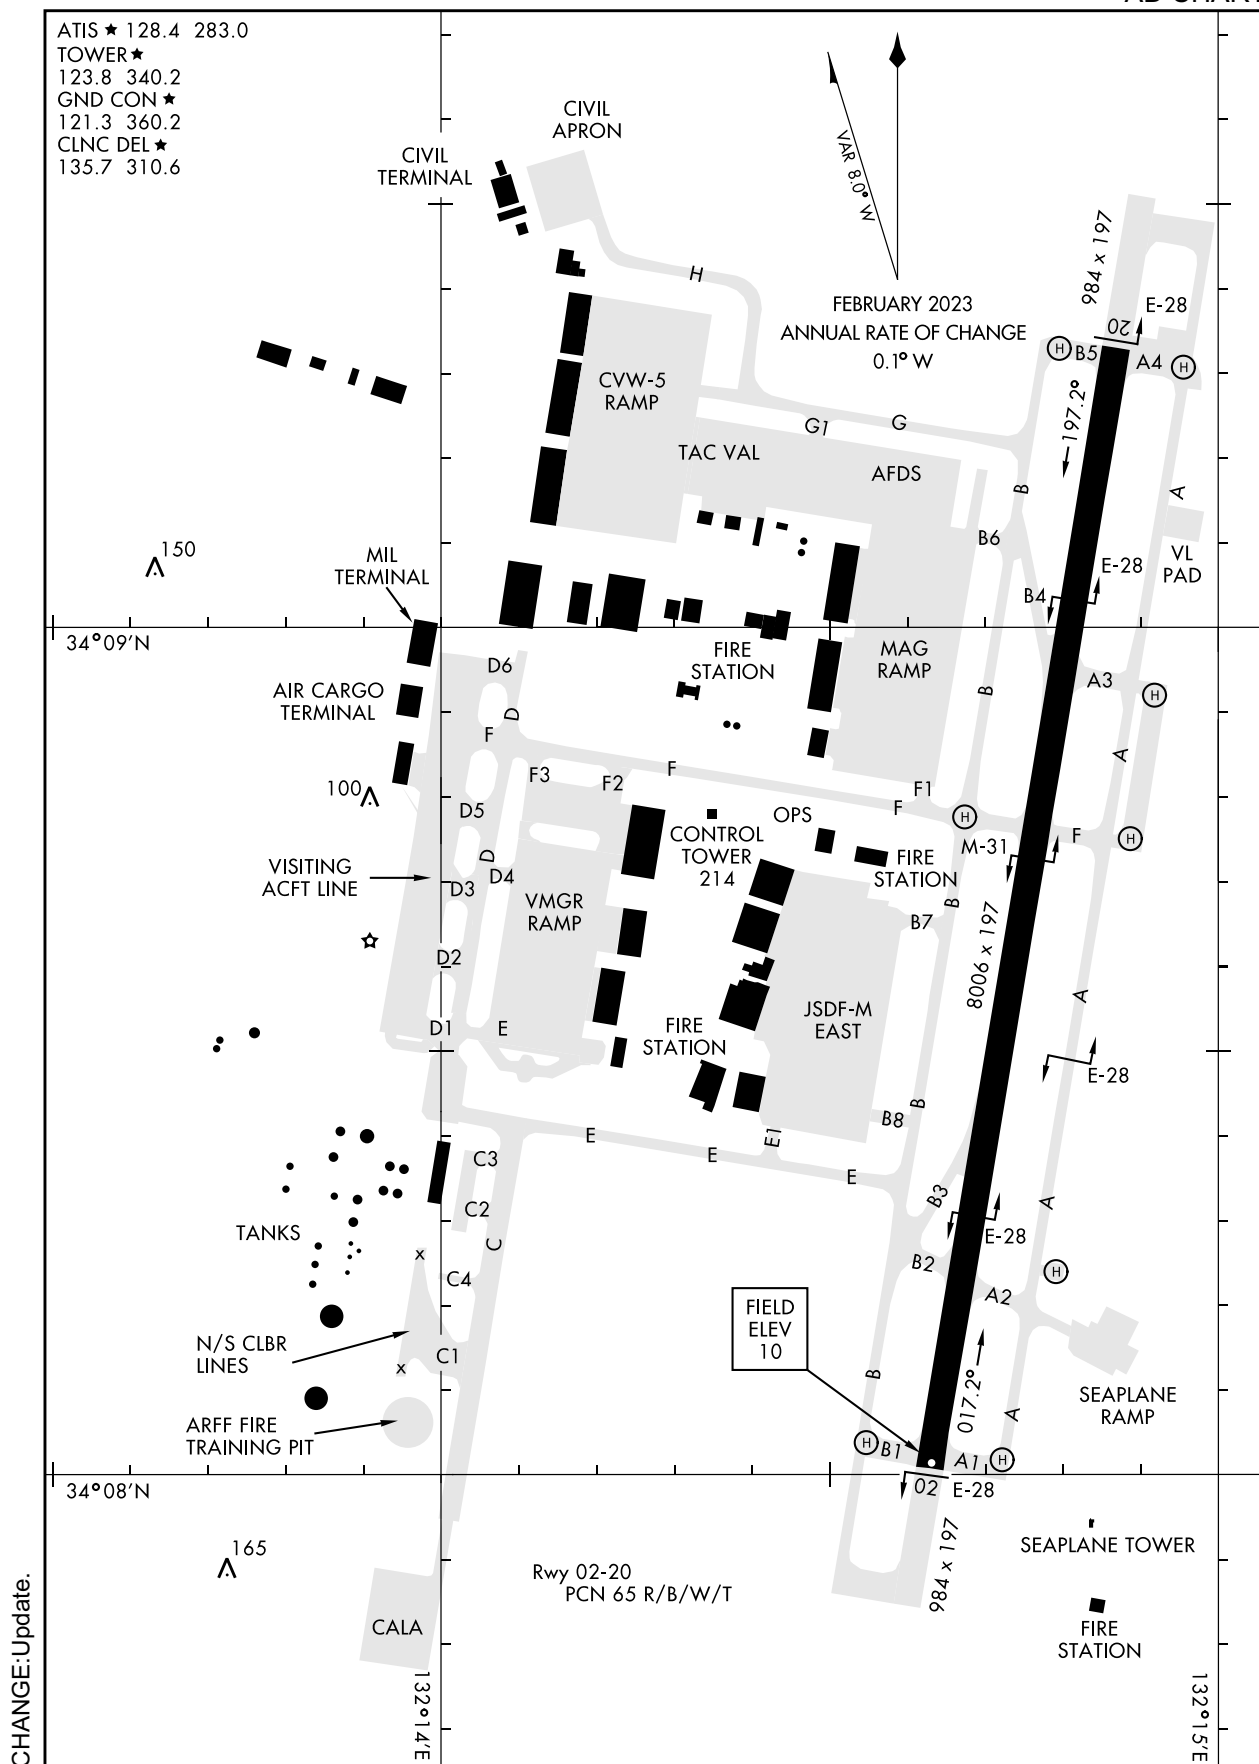 ATIS ★ 128.4 283.0
TOWER ★
123.8 340.2
GND CON ★
121.3 360.2
CLNC DEL ★
135.7 310.6
CIVIL
APRON
CIVIL
TERMINAL
VAR 8.0° W
H
984 x 197
FEBRUARY 2023
ANNUAL RATE OF CHANGE
0.1° W
E-28
20
H
B5
A4
H
CVW-5
RAMP
197.2°
G1
G
TAC VAL
AFDS
B
A
B6
150
MIL
TERMINAL
VL
PAD
E-28
B4
34°09'N
D6
FIRE
STATION
MAG
RAMP
A3
H
B
AIR CARGO
TERMINAL
D
F
A
F3
F2
F
F1
F
100
D5
OPS
H
CONTROL
TOWER
214
M-31
F
H
D
FIRE
STATION
VISITING
ACFT LINE
D4
D3
VMGR
RAMP
B
B7
8006 x 197
D2
A
JSDF-M
EAST
D1
E
FIRE
STATION
E-28
B
B8
E
E1
E
E
C3
B3
A
C2
TANKS
C
E-28
x
B2
C4
H
A2
FIELD
ELEV
10
N/S CLBR
LINES
C1
x
B
017.2°
SEAPLANE
RAMP
A
ARFF FIRE
TRAINING PIT
H
B1
A1
H
34°08'N
02
E-28
165
984 x 197
SEAPLANE TOWER
Rwy 02-20
PCN 65 R/B/W/T
CALA
FIRE
STATION
132°14'E
132°15'E
CHANGE:Update.